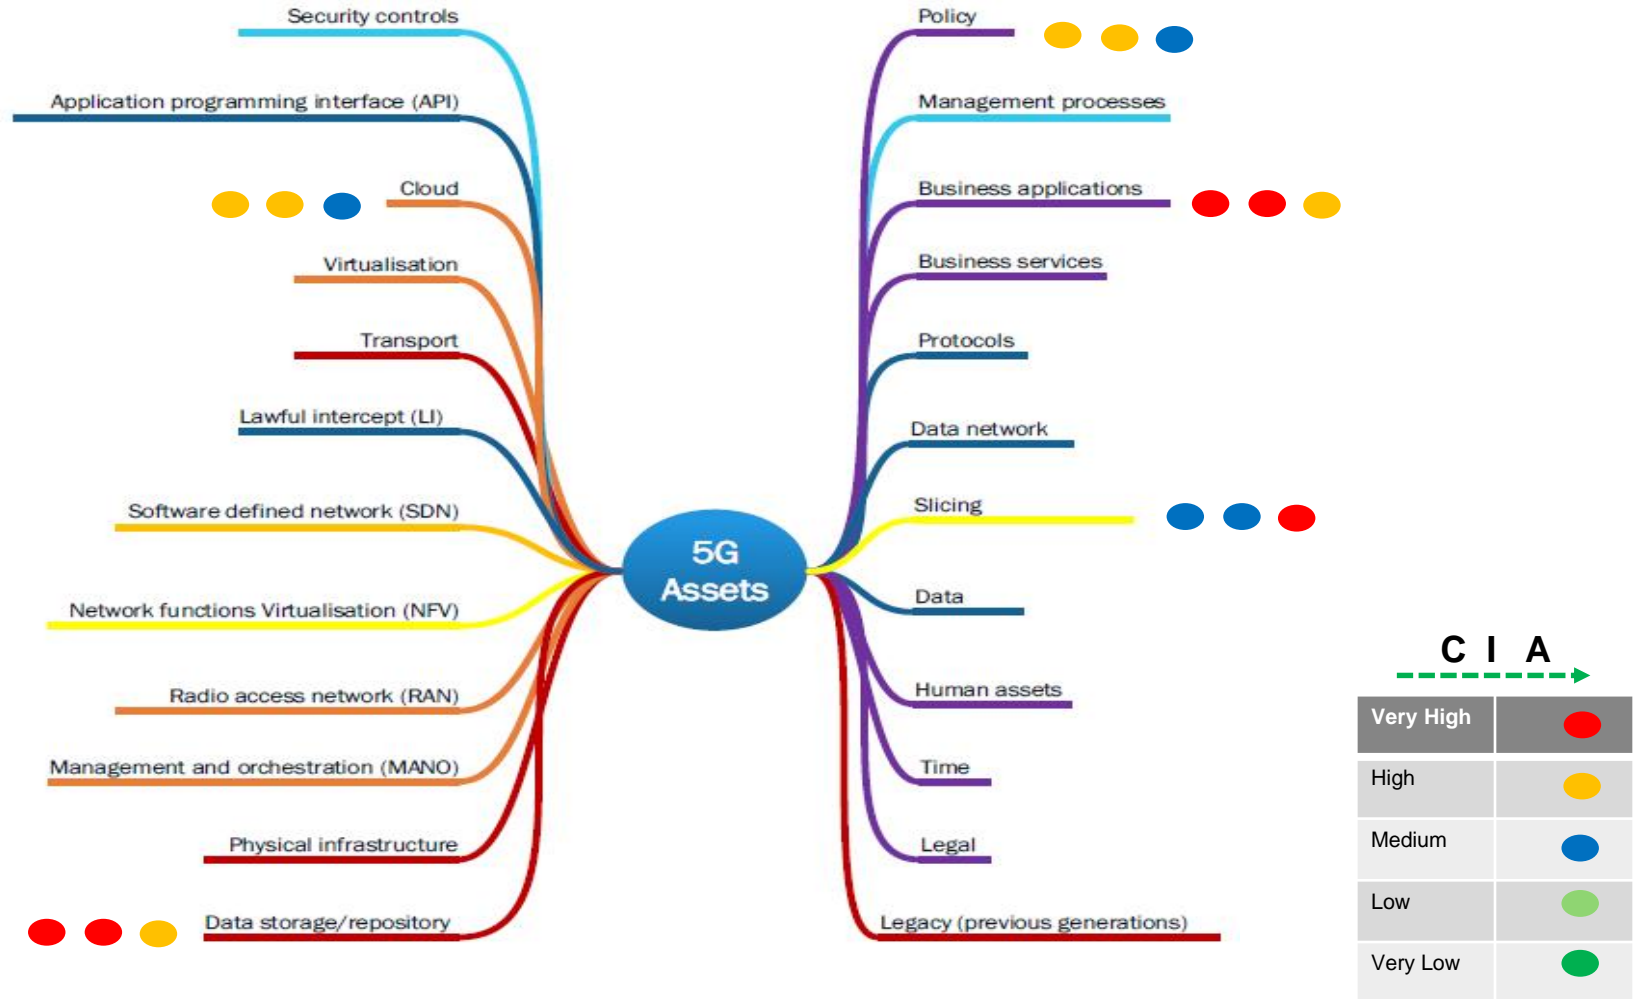 Security controls
Application programming interface (API)
Cloud
Virtualisation
Transport
Lawful intercept (LI)
Software defined network (SDN)
Network functions Virtualisation (NFV)
Radio access network (RAN)
Management and orchestration (MANO)
Physical infrastructure
Data storage/repository
5G
Assets
Policy
Management processes
Business applications
Business services
Protocols
Data network
Slicing
Data
Human assets
Time
Legal
Legacy (previous generations)
C I A
Very High
High
Medium
Low
Very Low